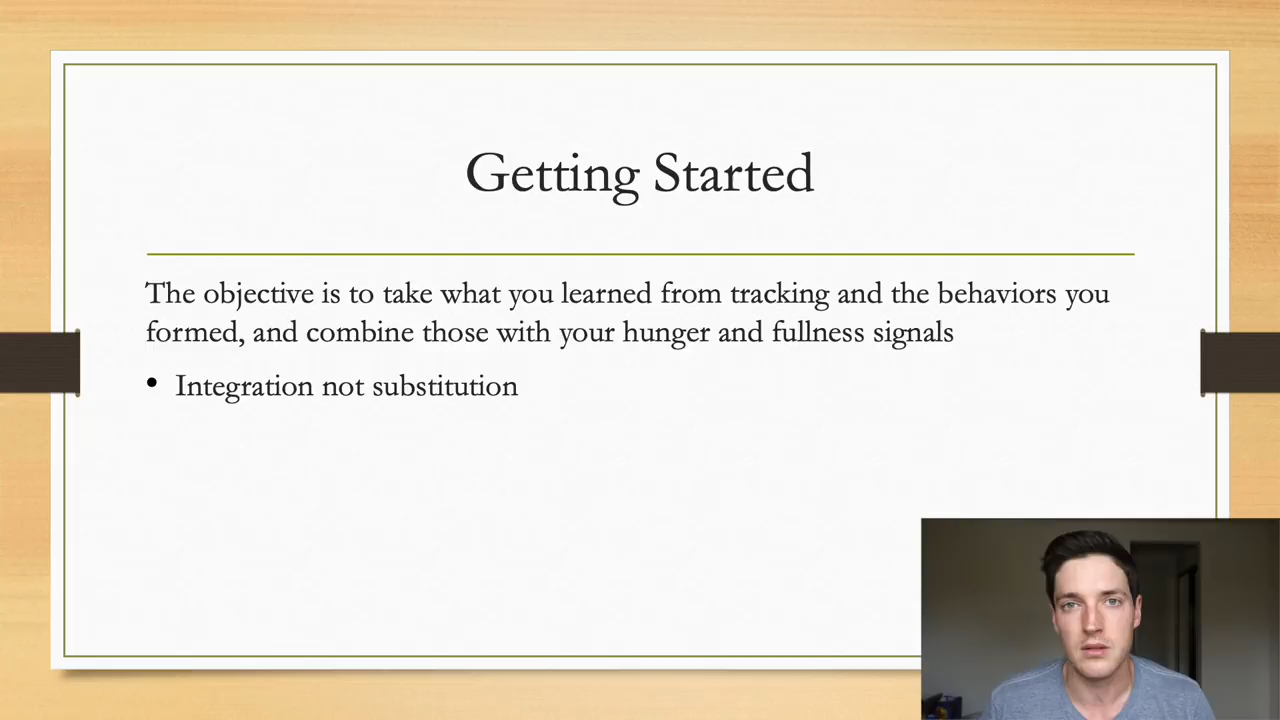 Getting Started
The objective is to take what you learned from tracking and the behaviors you
formed, and combine those with your hunger and fullness signals
• Integration not substitution